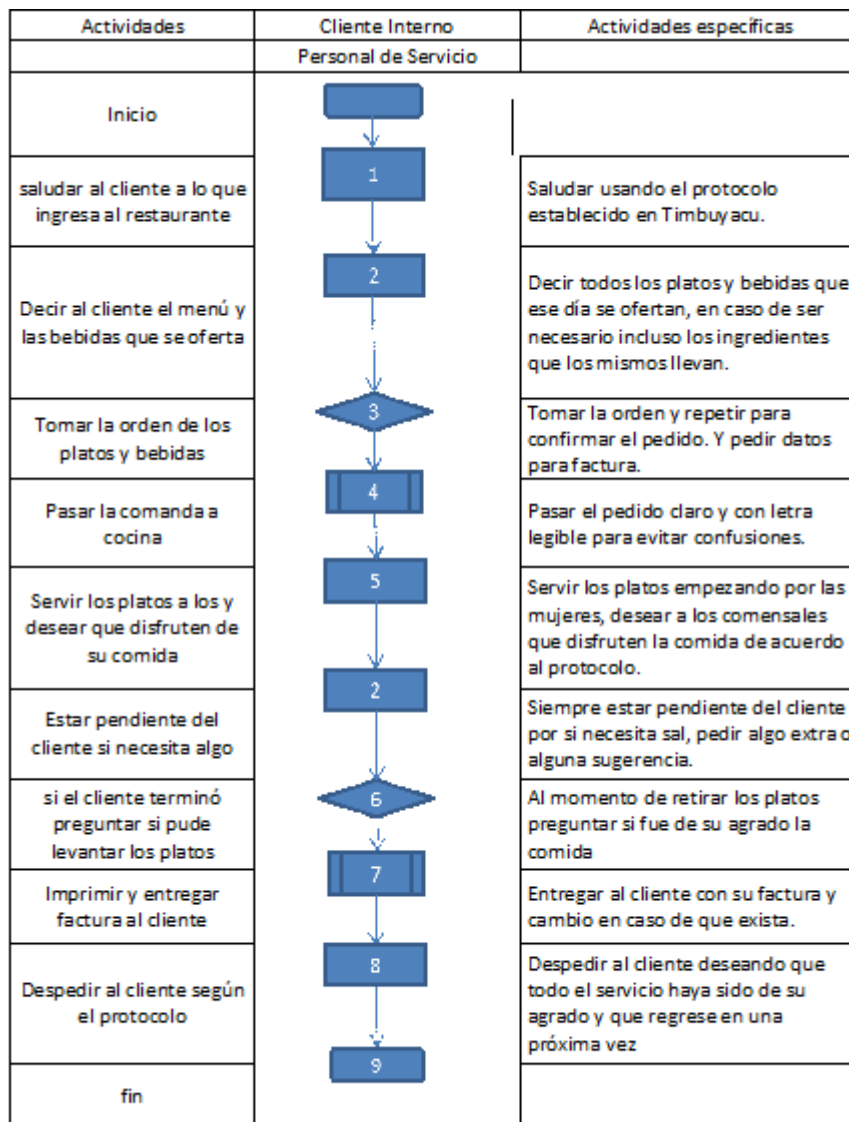 Actividades
Cliente Interno
Actividades específicas
Personal de Servicio
Inicio
saludar al cliente a lo que
ingresa al restaurante
1
Saludar usando el protocolo
establecido en Timbuyacu.
Decir al cliente el menú y
las bebidas que se oferta
2
Decir todos los platos y bebidas que
ese día se ofertan, en caso de ser
necesario incluso los ingredientes
que los mismos llevan.
Tomar la orden de los
platos y bebidas
3
Tomar la orden y repetir para
confirmar el pedido. Y pedir datos
para factura.
Pasar la comanda a
cocina
4
Pasar el pedido claro y con letra
legible para evitar confusiones.
Servir los platos a los y
desear que disfruten de
su comida
5
Servir los platos empezando por las
mujeres, desear a los comensales
que disfruten la comida de acuerdo
al protocolo.
Estar pendiente del
cliente si necesita algo
2
Siempre estar pendiente del cliente
por si necesita sal, pedir algo extra o
alguna sugerencia.
si el cliente terminó
preguntar si pude
levantar los platos
6
Al momento de retirar los platos
preguntar si fue de su agrado la
comida
Imprimir y entregar
factura al cliente
7
Entregar al cliente con su factura y
cambio en caso de que exista.
Despedir al cliente según
el protocolo
8
Despedir al cliente deseando que
todo el servicio haya sido de su
agrado y que regrese en una
próxima vez
9
fin